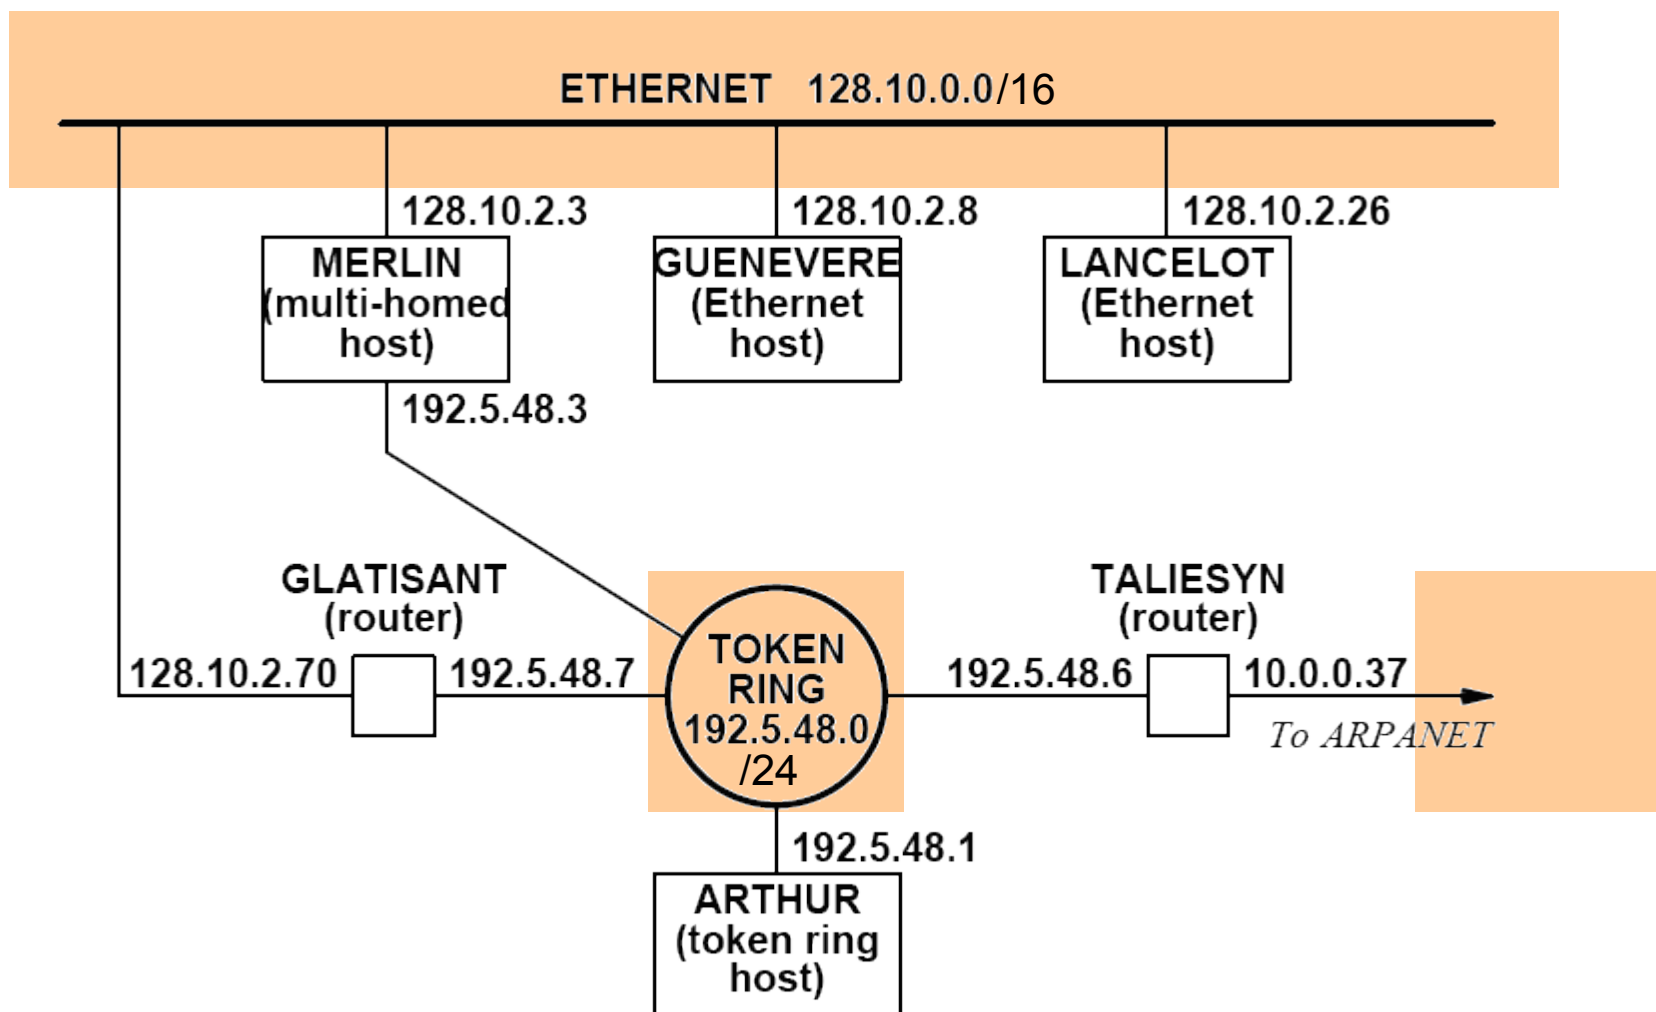 ETHERNET 128.10.0.0/16
128.10.2.3
128.10.2.8
128.10.2.26
MERLIN
(multi-homed
host)
GUENEVERE
(Ethernet
host)
LANCELOT
(Ethernet
host)
192.5.48.3
GLATISANT
(router)
128.10.2.70
192.5.48.7
TOKEN
RING
192.5.48.0
/24
TALIESYN
(router)
192.5.48.6
10.0.0.37
To ARPANET
192.5.48.1
ARTHUR
(token ring
host)